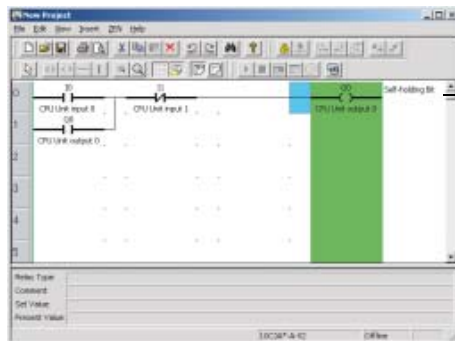 New Project
File Edit View Insert ZEN Help
0 I0 I1 Q0 Self-holding Bit
CPU Unit input 0 CPU Unit input 1 CPU Unit output 0
1 Q0
CPU Unit output 0
2
3
4
5
Relay Type
Comment
Set Value
Present Value
Offline